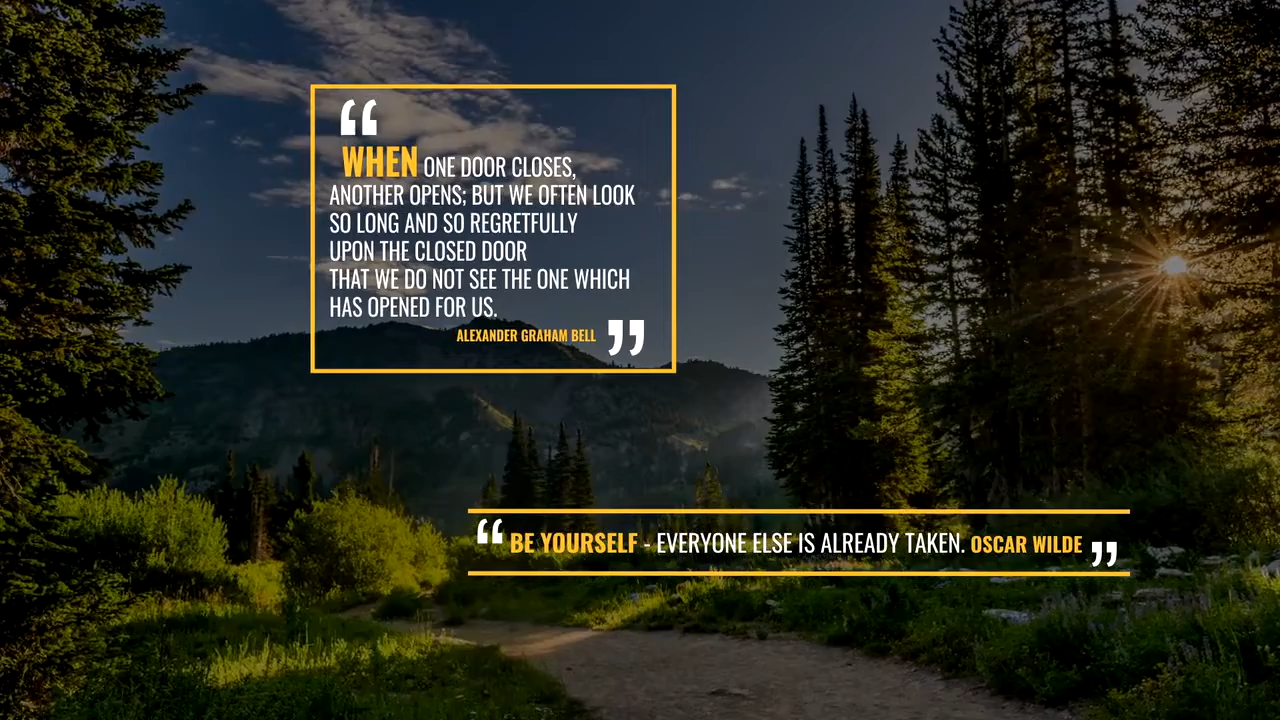 “
WHEN ONE DOOR CLOSES,
ANOTHER OPENS; BUT WE OFTEN LOOK
SO LONG AND SO REGRETFULLY
UPON THE CLOSED DOOR
THAT WE DO NOT SEE THE ONE WHICH
HAS OPENED FOR US.
ALEXANDER GRAHAM BELL ”
“ BE YOURSELF - EVERYONE ELSE IS ALREADY TAKEN. OSCAR WILDE ”